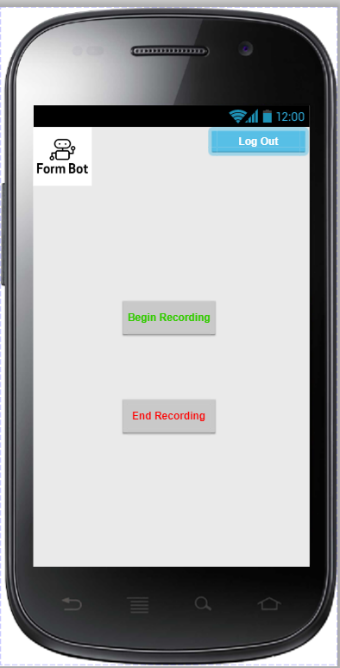 12:00
Log Out
Form Bot
Begin Recording
End Recording